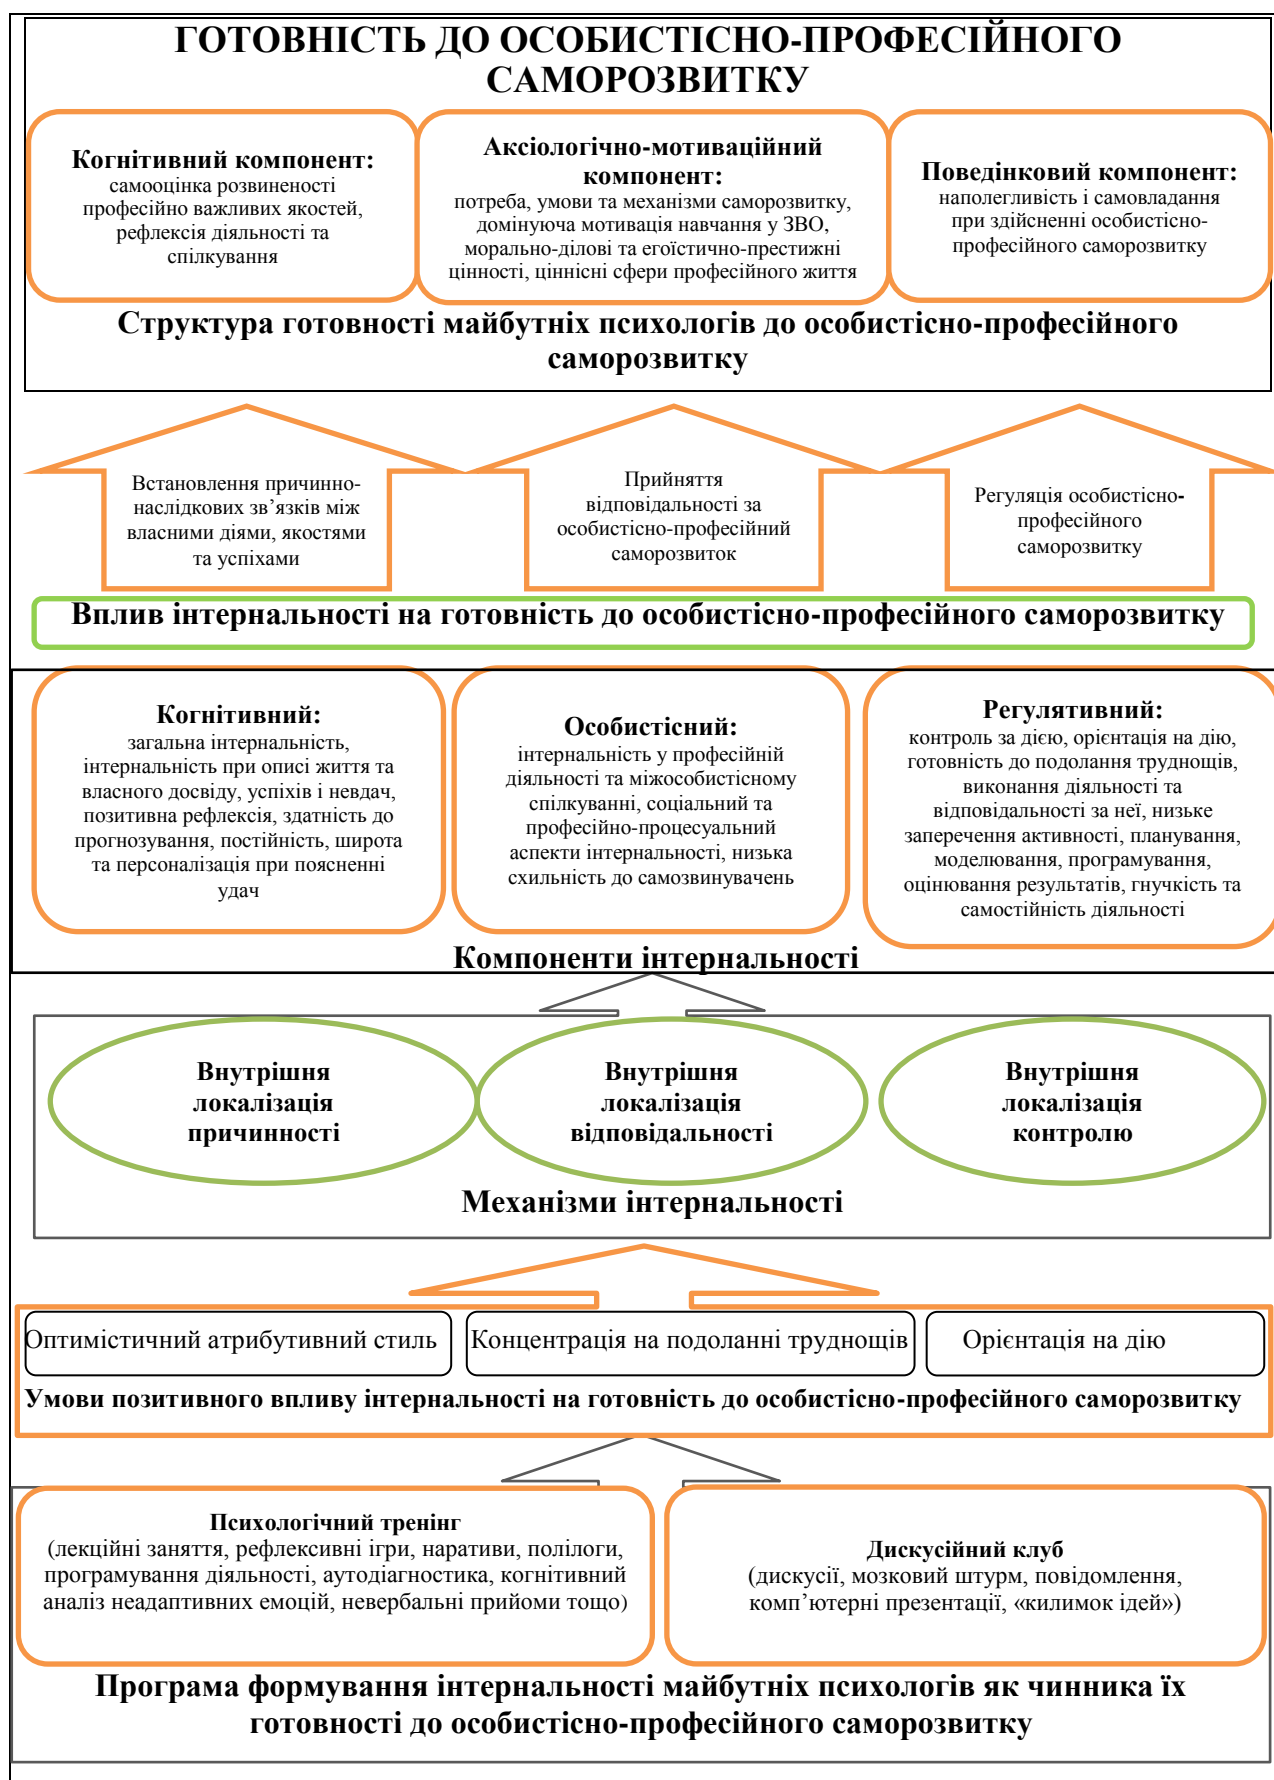 ГОТОВНІСТЬ ДО ОСОБИСТІСНО-ПРОФЕСІЙНОГО
САМОРОЗВИТКУ
Когнітивний компонент:
самооцінка розвиненості
професійно важливих якостей,
рефлексія діяльності та
спілкування
Аксіологічно-мотиваційний
компонент:
потреба, умови та механізми саморозвитку,
домінуюча мотивація навчання у ЗВО,
морально-ділові та егоїстично-престижні
цінності, ціннісні сфери професійного життя
Поведінковий компонент:
наполегливість і самовладання
при здійсненні особистісно-
професійного саморозвитку
Структура готовності майбутніх психологів до особистісно-професійного
саморозвитку
Встановлення причинно-
наслідкових зв’язків між
власними діями, якостями
та успіхами
Прийняття
відповідальності за
особистісно-професійний
саморозвиток
Регуляція особистісно-
професійного
саморозвитку
Вплив інтернальності на готовність до особистісно-професійного саморозвитку
Когнітивний:
загальна інтернальність,
інтернальність при описі життя та
власного досвіду, успіхів і невдач,
позитивна рефлексія, здатність до
прогнозування, постійність, широта
та персоналізація при поясненні
удач
Особистісний:
інтернальність у професійній
діяльності та міжособистісному
спілкуванні, соціальний та
професійно-процесуальний
аспекти інтернальності, низька
схильність до самозвинувачень
Регулятивний:
контроль за дією, орієнтація на дію,
готовність до подолання труднощів,
виконання діяльності та
відповідальності за неї, низьке
заперечення активності, планування,
моделювання, програмування,
оцінювання результатів, гнучкість та
самостійність діяльності
Компоненти інтернальності
Внутрішня
локалізація
причинності
Внутрішня
локалізація
відповідальності
Внутрішня
локалізація
контролю
Механізми інтернальності
Оптимістичний атрибутивний стиль
Концентрація на подоланні труднощів
Орієнтація на дію
Умови позитивного впливу інтернальності на готовність до особистісно-професійного саморозвитку
Психологічний тренінг
(лекційні заняття, рефлексивні ігри, наративи, полілоги,
програмування діяльності, аутодіагностика, когнітивний
аналіз неадаптивних емоцій, невербальні прийоми тощо)
Дискусійний клуб
(дискусії, мозковий штурм, повідомлення,
комп’ютерні презентації, «килимок ідей»)
Програма формування інтернальності майбутніх психологів як чинника їх
готовності до особистісно-професійного саморозвитку